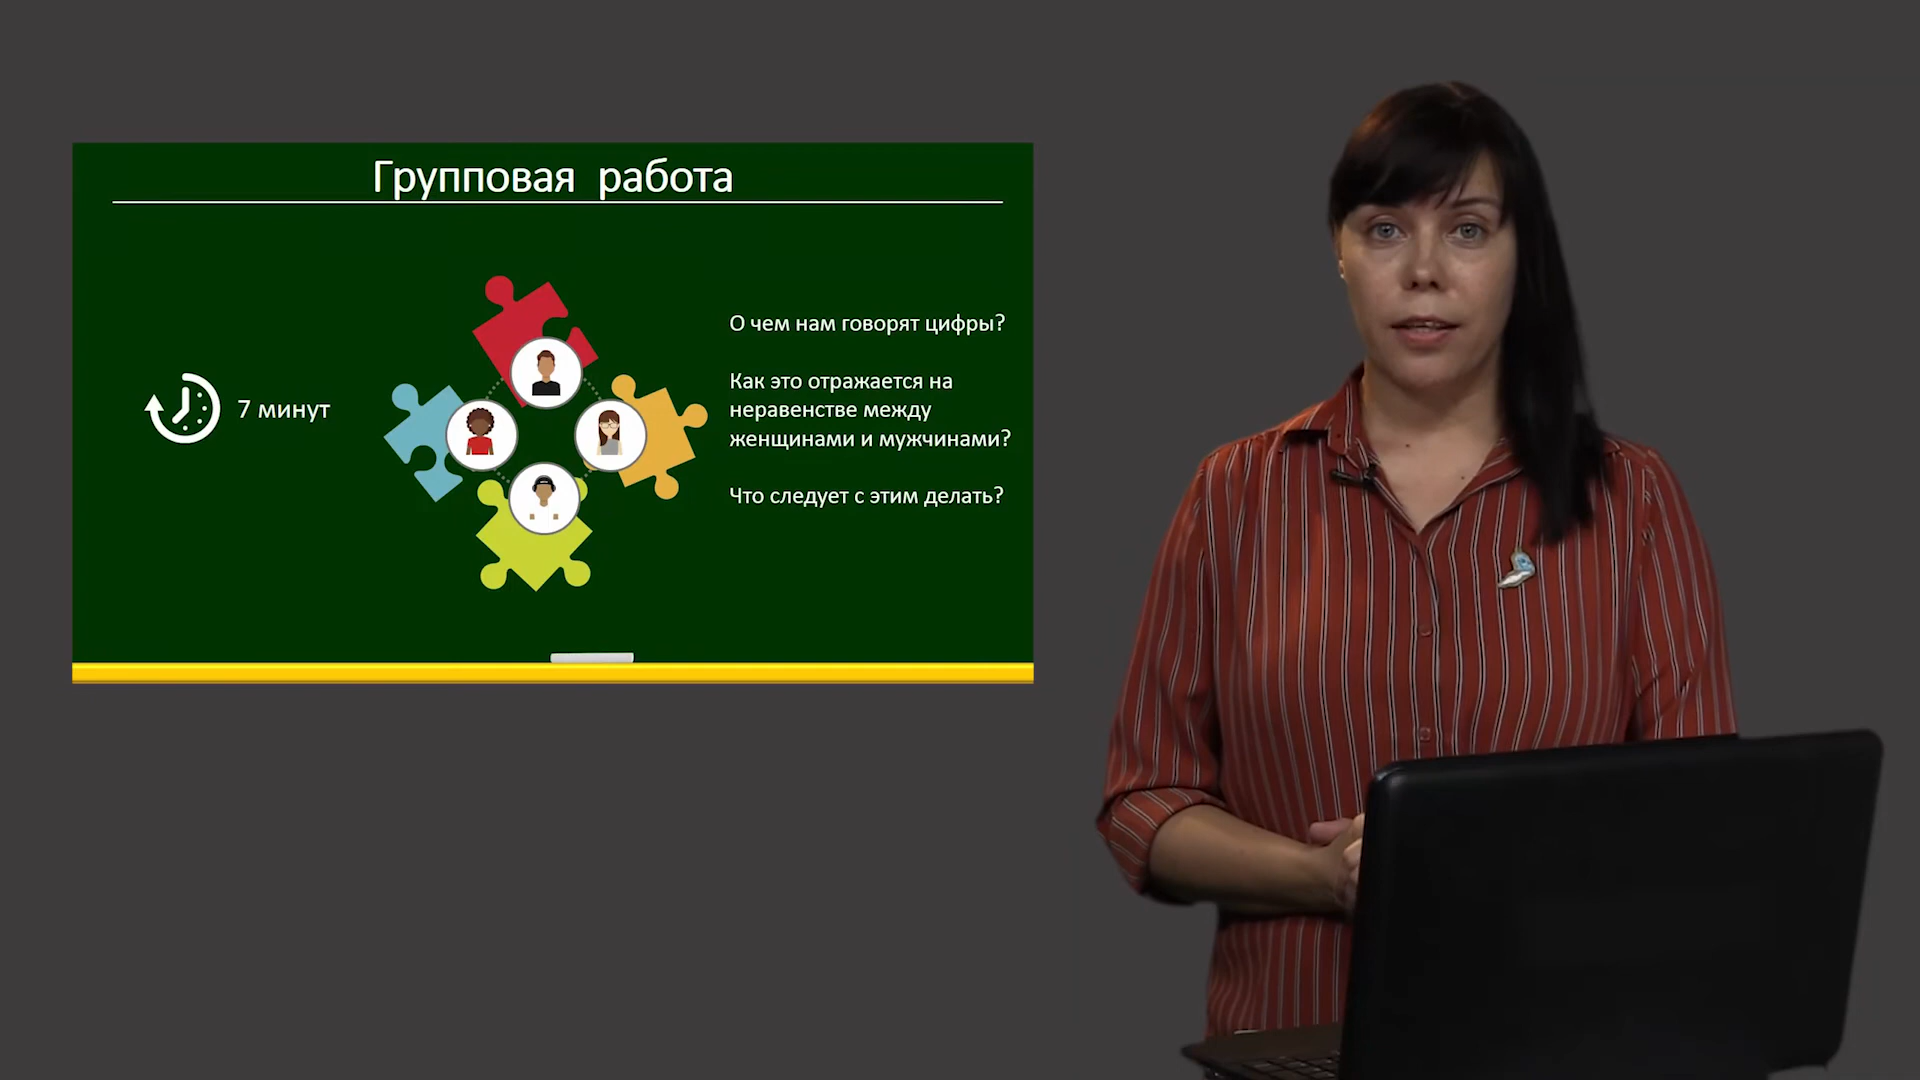 Групповая работа
7 минут
О чем нам говорят цифры?
Как это отражается на
неравенстве между
женщинами и мужчинами?
Что следует с этим делать?